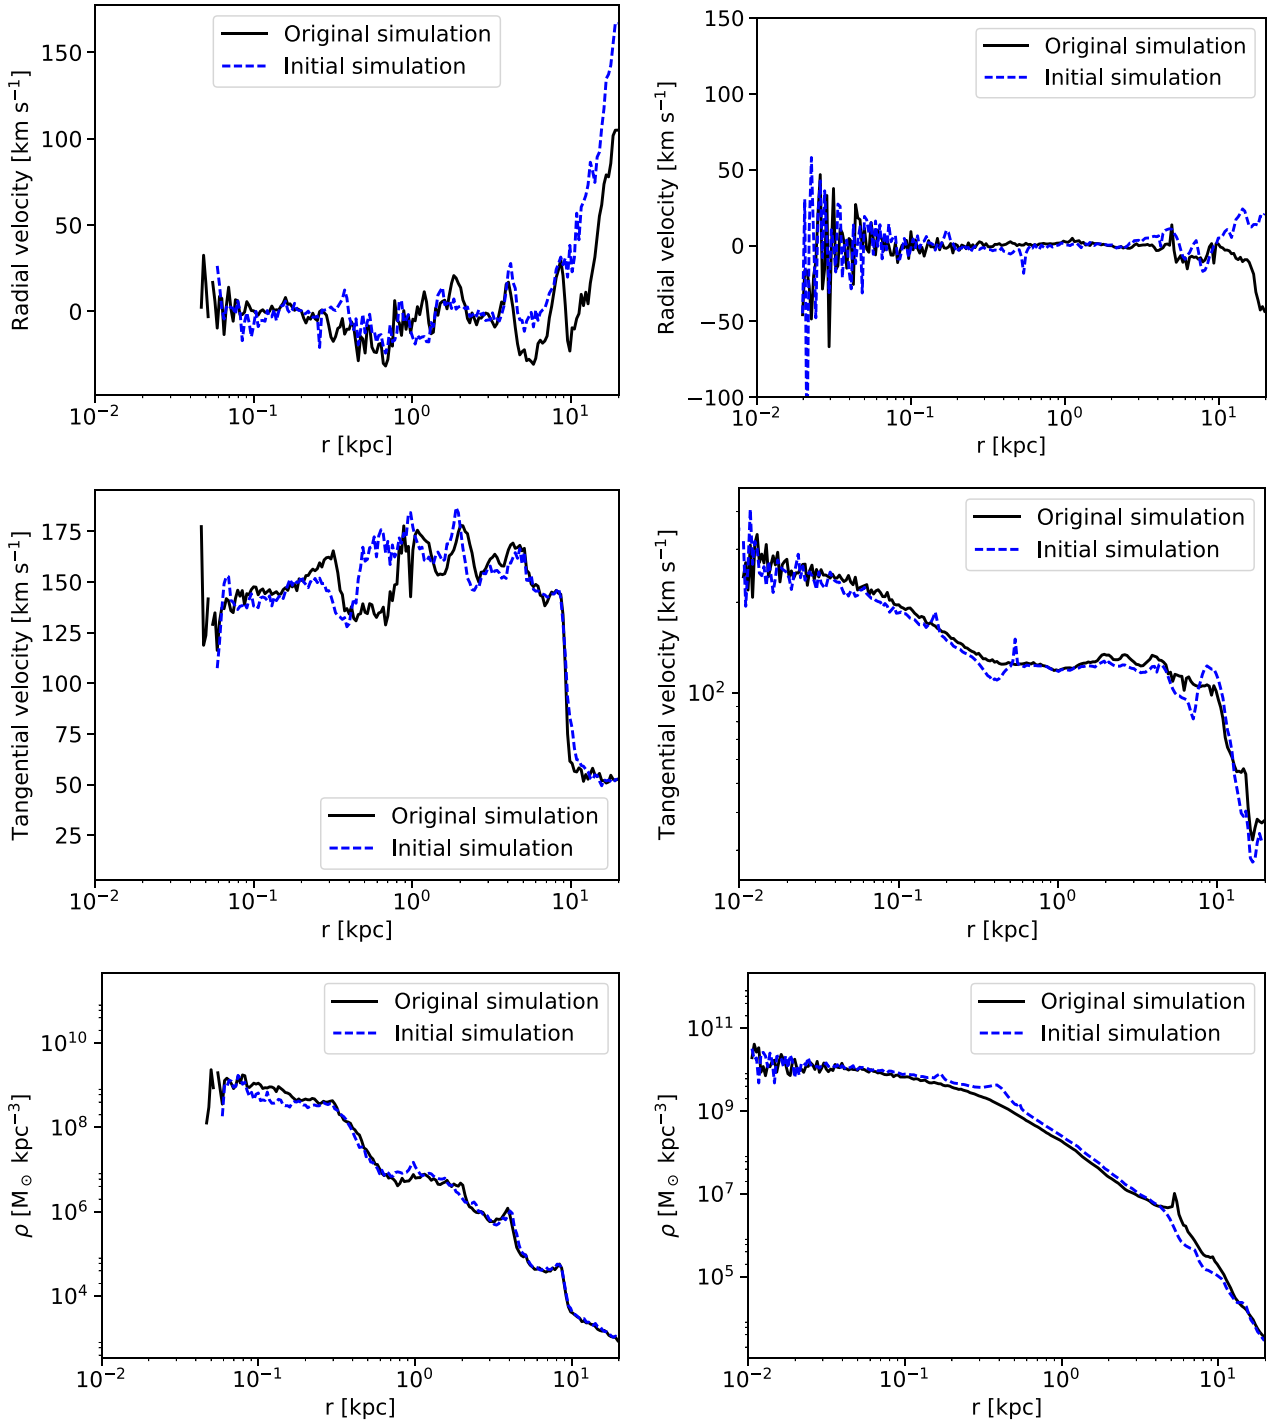 Original simulation
Initial simulation
Radial velocity [km s⁻¹]
150
100
50
0
10⁻² 10⁻¹ 10⁰ 10¹
r [kpc]
Original simulation
Initial simulation
Radial velocity [km s⁻¹]
150
100
50
0
−50
−100
10⁻² 10⁻¹ 10⁰ 10¹
r [kpc]
Tangential velocity [km s⁻¹]
175
150
125
100
75
50
25
Original simulation
Initial simulation
10⁻² 10⁻¹ 10⁰ 10¹
r [kpc]
Original simulation
Initial simulation
Tangential velocity [km s⁻¹]
10²
10⁻² 10⁻¹ 10⁰ 10¹
r [kpc]
Original simulation
Initial simulation
ρ [M⊙ kpc⁻³]
10¹⁰
10⁸
10⁶
10⁴
10⁻² 10⁻¹ 10⁰ 10¹
r [kpc]
Original simulation
Initial simulation
ρ [M⊙ kpc⁻³]
10¹¹
10⁹
10⁷
10⁵
10⁻² 10⁻¹ 10⁰ 10¹
r [kpc]